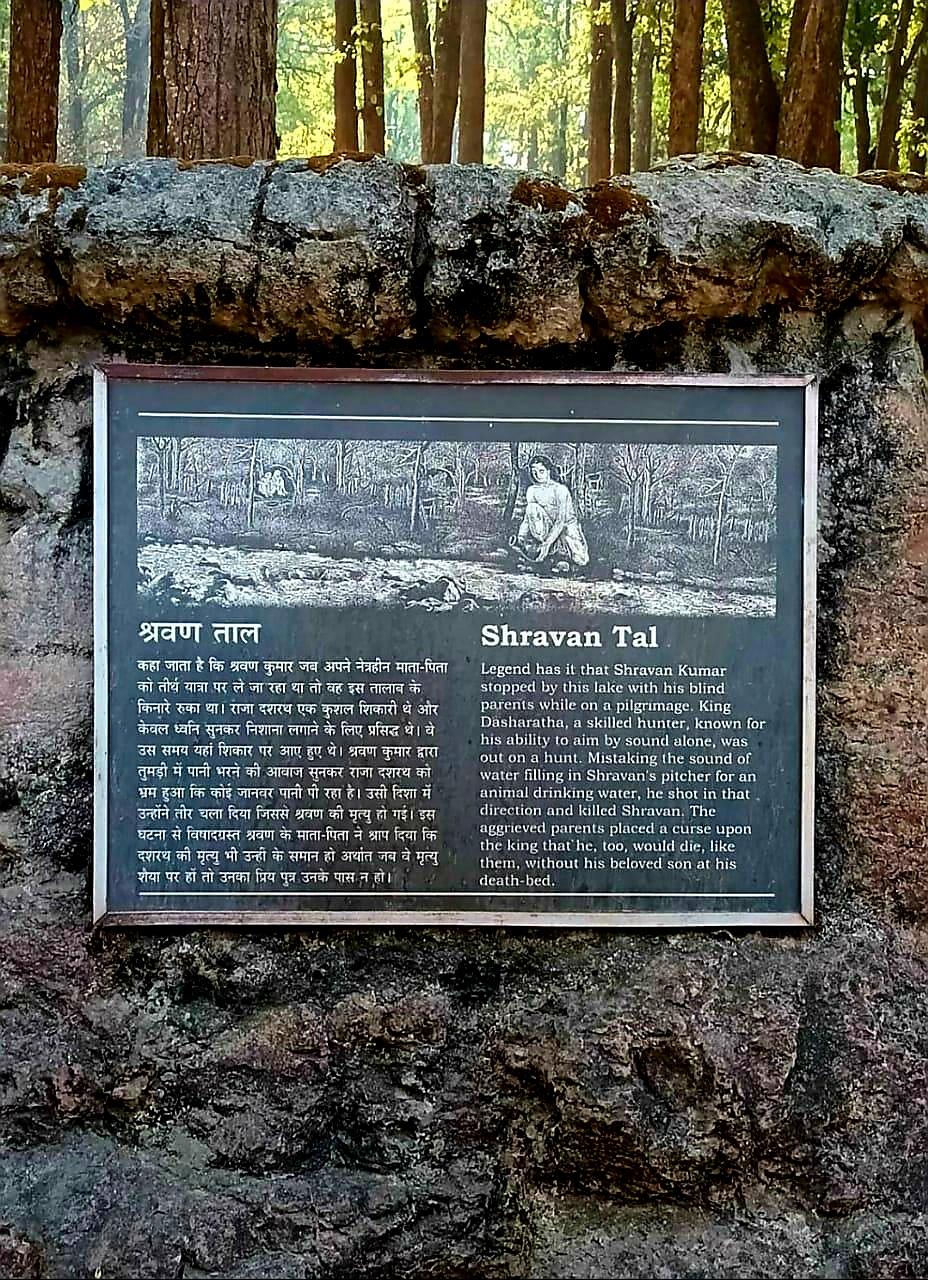 श्रवण ताल
कहा जाता है कि श्रवण कुमार जब अपने नेत्रहीन माता-पिता
को तीर्थ यात्रा पर ले जा रहा था तो वह इस तालाब के
किनारे रुका था। राजा दशरथ एक कुशल शिकारी थे और
केवल ध्वनि सुनकर निशाना लगाने के लिए प्रसिद्ध थे। वे
उस समय यहां शिकार पर आए हुए थे। श्रवण कुमार द्वारा
तुमड़ी में पानी भरने की आवाज सुनकर राजा दशरथ को
भ्रम हुआ कि कोई जानवर पानी पी रहा है। उसी दिशा में
उन्होंने तीर चला दिया जिससे श्रवण की मृत्यु हो गई। इस
घटना से विषादग्रस्त श्रवण के माता-पिता ने श्राप दिया कि
दशरथ की मृत्यु भी उन्हीं के समान हो अर्थात जब वे मृत्यु
शैया पर हों तो उनका प्रिय पुत्र उनके पास न हो।
Shravan Tal
Legend has it that Shravan Kumar
stopped by this lake with his blind
parents while on a pilgrimage. King
Dasharatha, a skilled hunter, known for
his ability to aim by sound alone, was
out on a hunt. Mistaking the sound of
water filling in Shravan's pitcher for an
animal drinking water, he shot in that
direction and killed Shravan. The
aggrieved parents placed a curse upon
the king that he, too, would die, like
them, without his beloved son at his
death-bed.